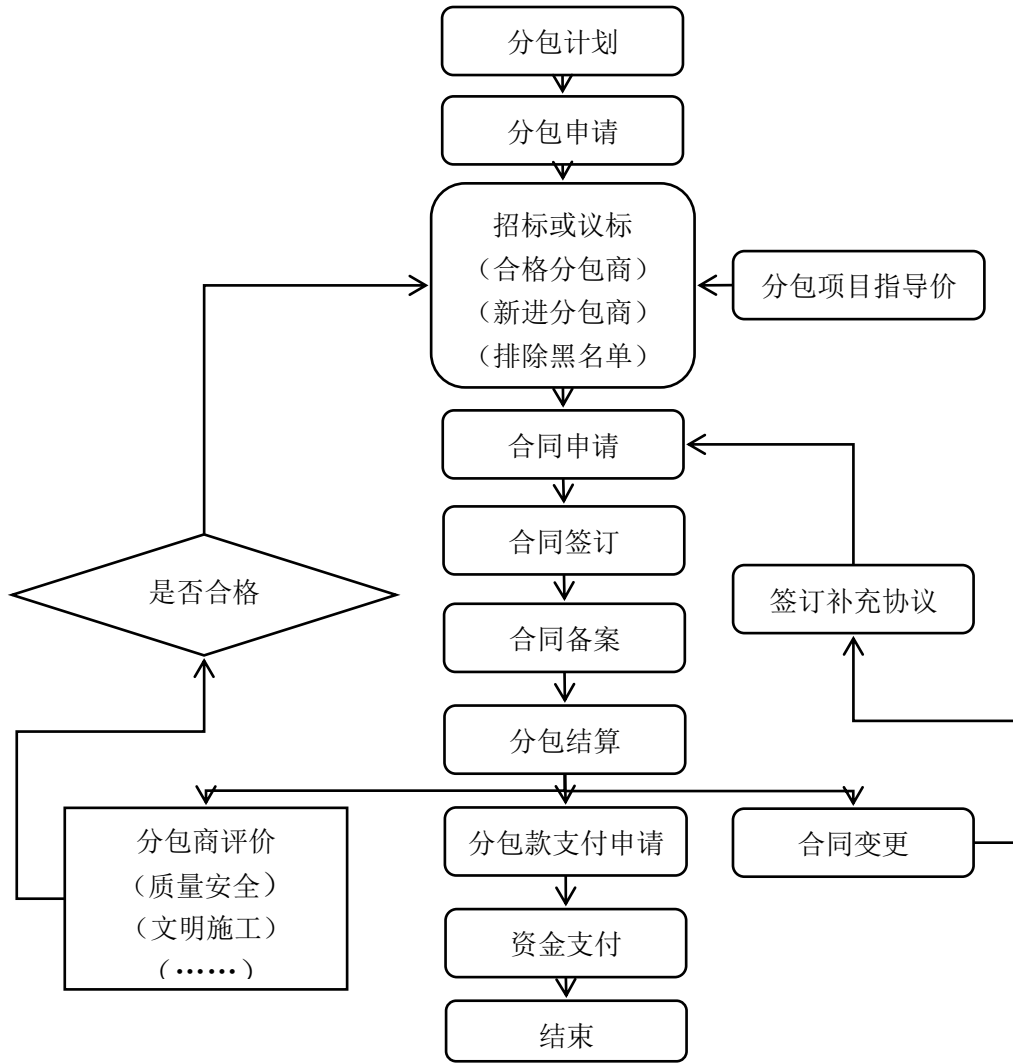 分包计划
分包申请
招标或议标
（合格分包商）
（新进分包商）
（排除黑名单）
分包项目指导价
合同申请
合同签订
是否合格
签订补充协议
合同备案
分包结算
分包商评价
（质量安全）
（文明施工）
（……）
分包款支付申请
合同变更
资金支付
结束